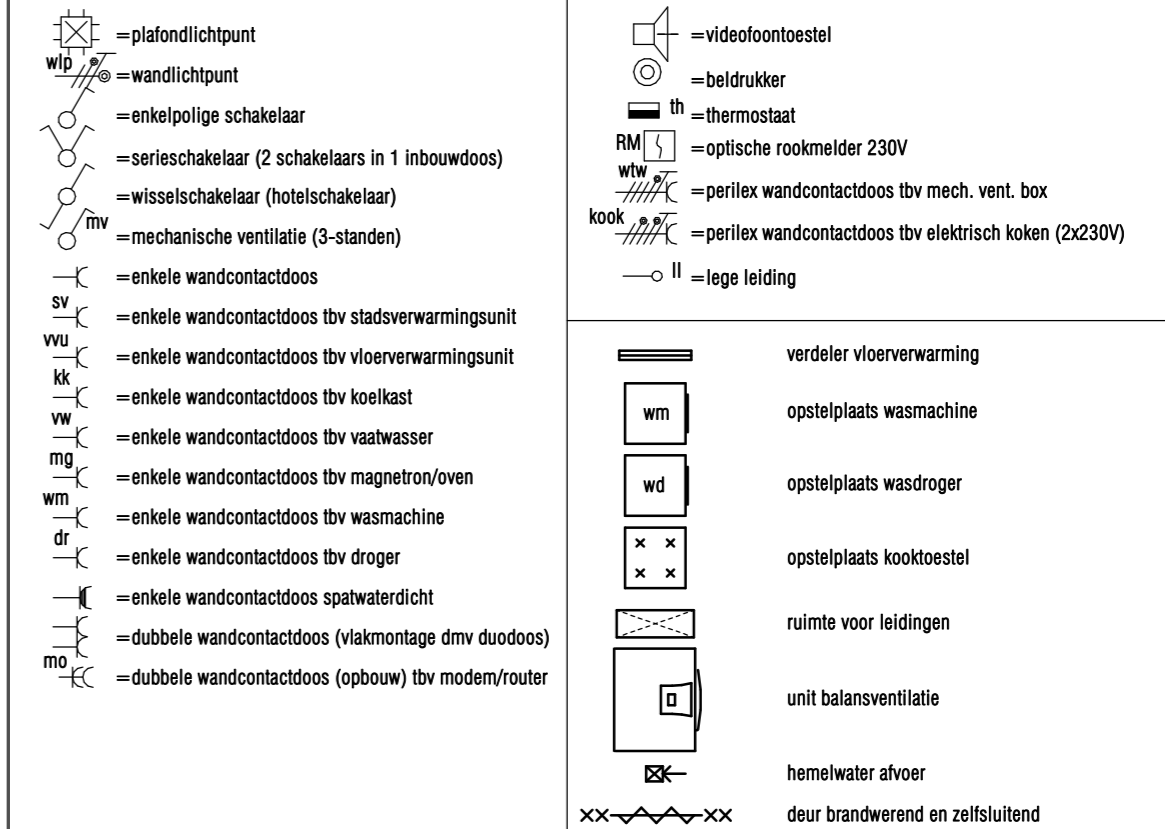 =plafondlichtpunt
wlp =wandlichtpunt
=enkelpolige schakelaar
=serieschakelaar (2 schakelaars in 1 inbouwdoos)
=wisselschakelaar (hotelschakelaar)
mv =mechanische ventilatie (3-standen)
=enkele wandcontactdoos
sv =enkele wandcontactdoos tbv stadsverwarmingsunit
vvu =enkele wandcontactdoos tbv vloerverwarmingsunit
kk =enkele wandcontactdoos tbv koelkast
vw =enkele wandcontactdoos tbv vaatwasser
mg =enkele wandcontactdoos tbv magnetron/oven
wm =enkele wandcontactdoos tbv wasmachine
dr =enkele wandcontactdoos tbv droger
=enkele wandcontactdoos spatwaterdicht
=dubbele wandcontactdoos (vlakmontage dmv duodoos)
mo =dubbele wandcontactdoos (opbouw) tbv modem/router
=videofoontoestel
=beldrukker
th =thermostaat
RM =optische rookmelder 230V
wtw =perilex wandcontactdoos tbv mech. vent. box
kook =perilex wandcontactdoos tbv elektrisch koken (2x230V)
ll =lege leiding
verdeler vloerverwarming
wm opstelplaats wasmachine
wd opstelplaats wasdroger
opstelplaats kooktoestel
ruimte voor leidingen
unit balansventilatie
hemelwater afvoer
deur brandwerend en zelfsluitend